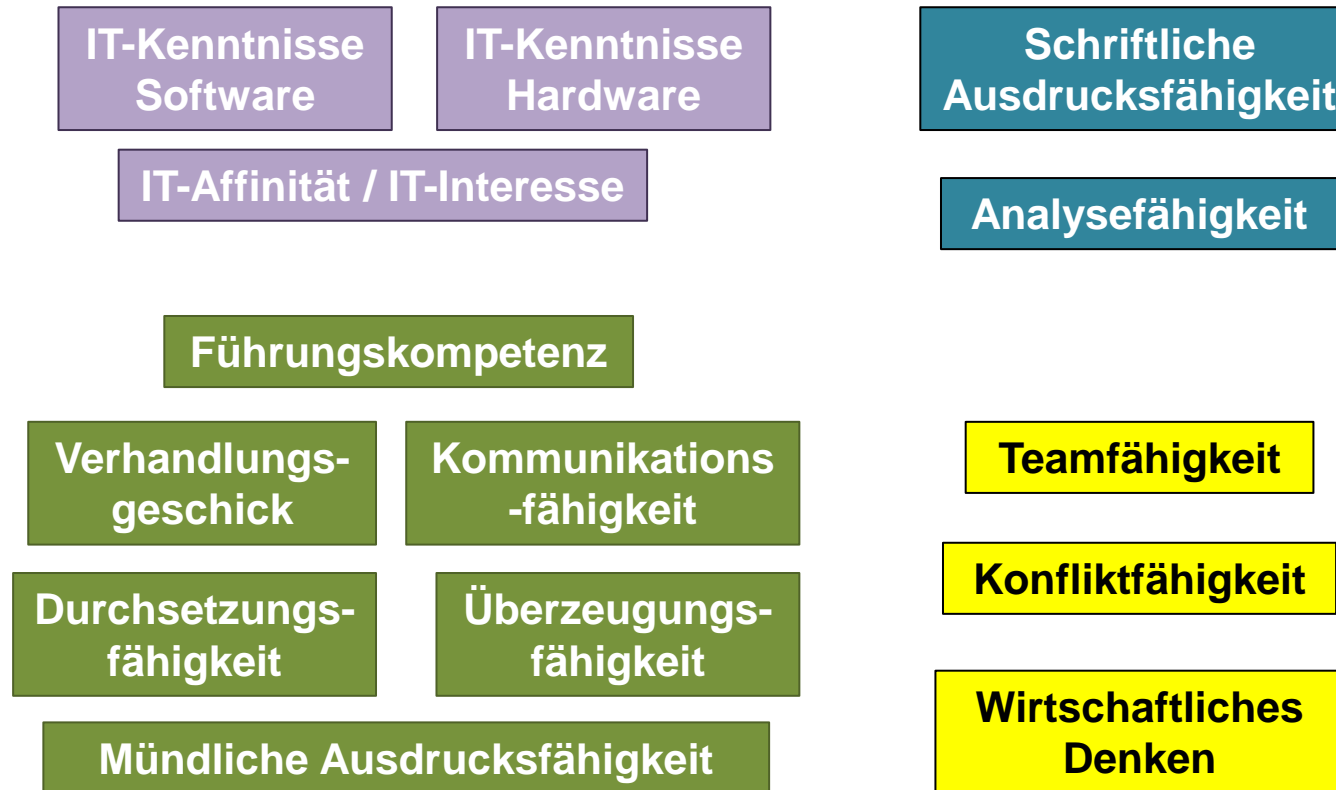 IT-Kenntnisse
Software
IT-Kenntnisse
Hardware
IT-Affinität / IT-Interesse
Schriftliche
Ausdrucksfähigkeit
Analysefähigkeit
Führungskompetenz
Verhandlungs-
geschick
Kommunikations
-fähigkeit
Durchsetzungs-
fähigkeit
Überzeugungs-
fähigkeit
Mündliche Ausdrucksfähigkeit
Teamfähigkeit
Konfliktfähigkeit
Wirtschaftliches
Denken